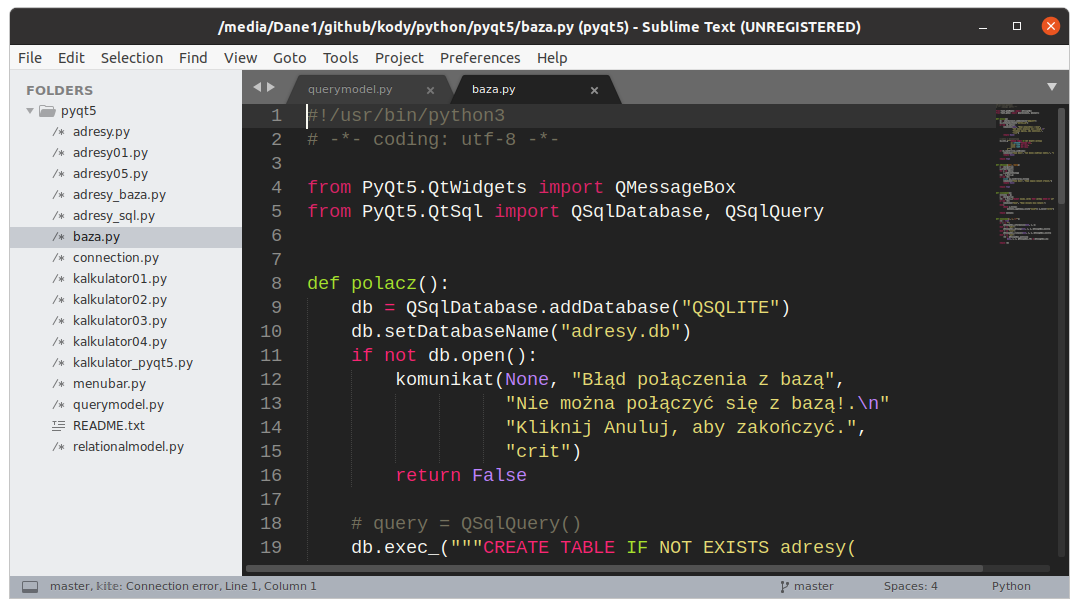 /media/Dane1/github/kody/python/pyqt5/baza.py (pyqt5) - Sublime Text (UNREGISTERED)
File Edit Selection Find View Goto Tools Project Preferences Help
FOLDERS
pyqt5
/* adresy.py
/* adresy01.py
/* adresy05.py
/* adresy_baza.py
/* adresy_sql.py
/* baza.py
/* connection.py
/* kalkulator01.py
/* kalkulator02.py
/* kalkulator03.py
/* kalkulator04.py
/* kalkulator_pyqt5.py
/* menubar.py
/* querymodel.py
README.txt
/* relationalmodel.py
querymodel.py × baza.py ×
1 #!/usr/bin/python3
2 # -*- coding: utf-8 -*-
3
4 from PyQt5.QtWidgets import QMessageBox
5 from PyQt5.QtSql import QSqlDatabase, QSqlQuery
6
7
8 def polacz():
9     db = QSqlDatabase.addDatabase("QSQLITE")
10     db.setDatabaseName("adresy.db")
11     if not db.open():
12         komunikat(None, "Błąd połączenia z bazą",
13                   "Nie można połączyć się z bazą!.\n"
14                   "Kliknij Anuluj, aby zakończyć.",
15                   "crit")
16         return False
17
18     # query = QSqlQuery()
19     db.exec_("""CREATE TABLE IF NOT EXISTS adresy(
master, kite: Connection error, Line 1, Column 1 master Spaces: 4 Python